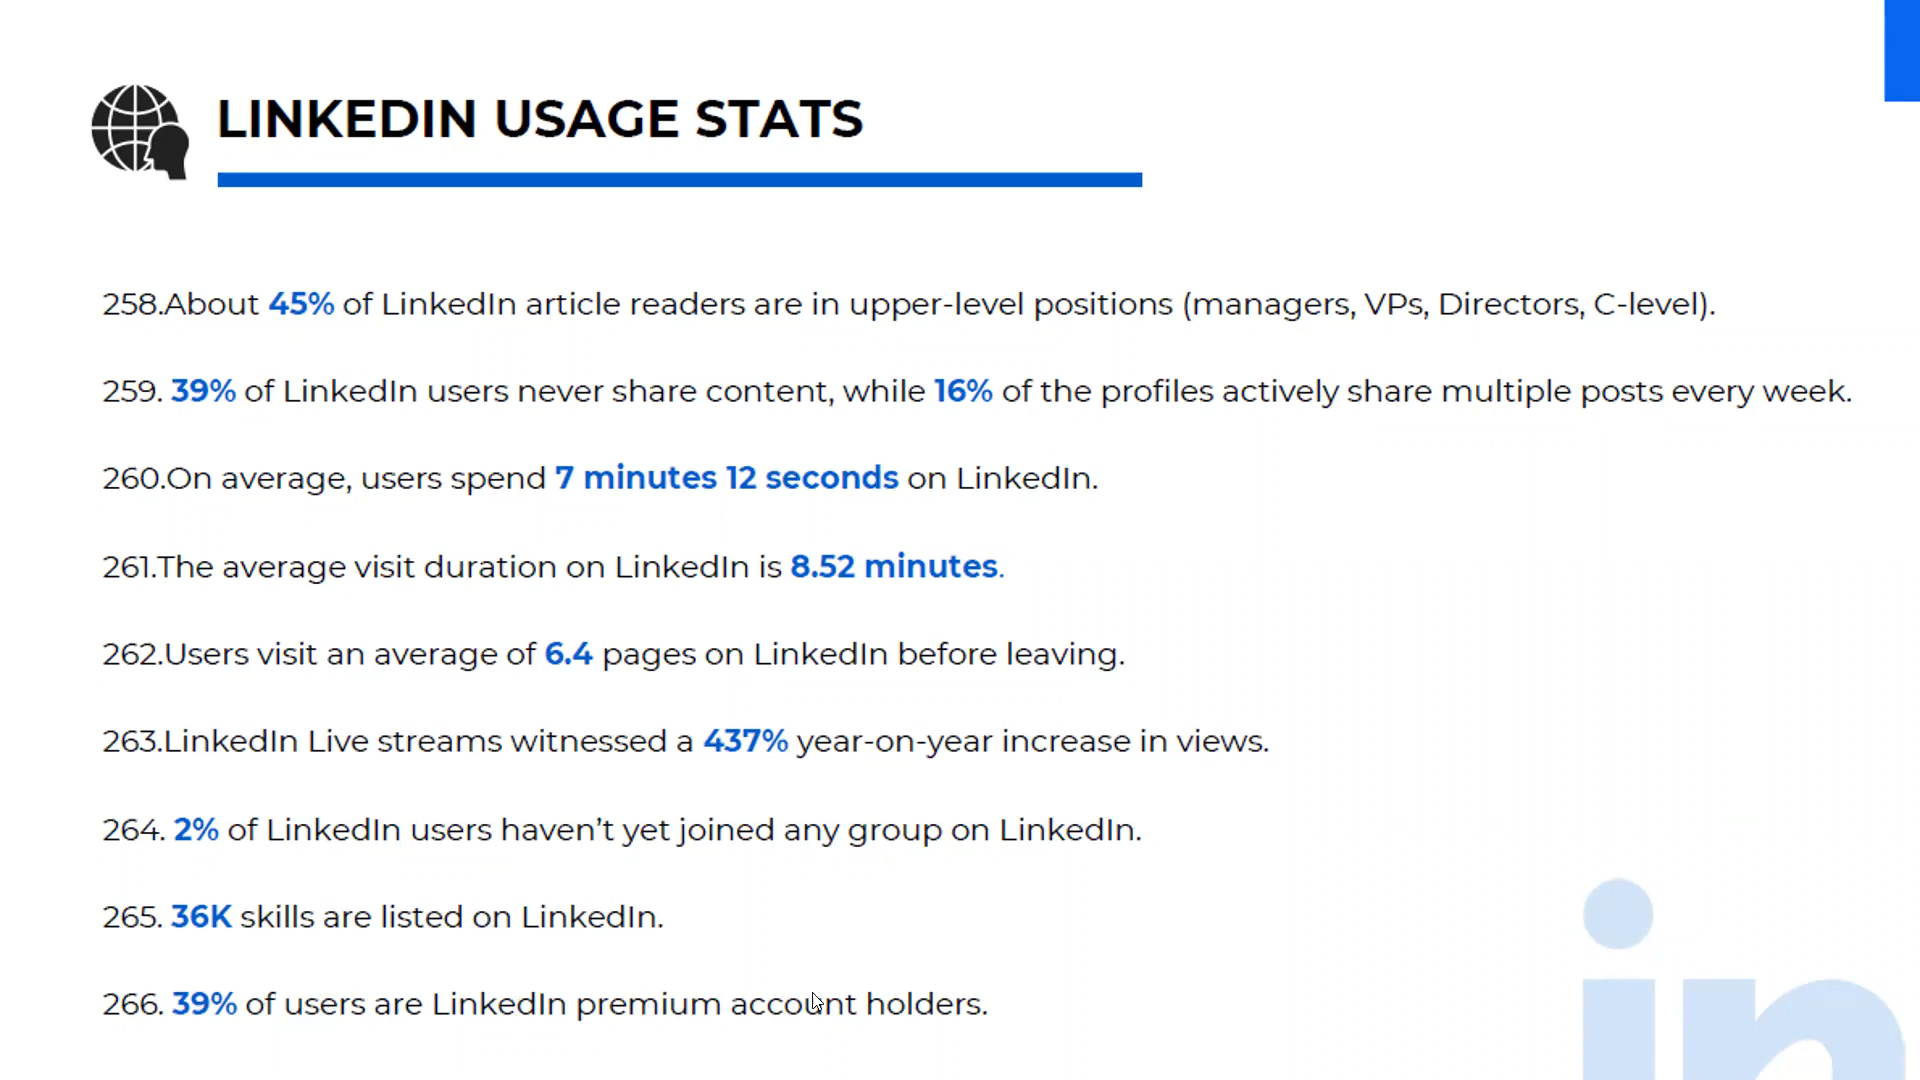 LINKEDIN USAGE STATS
258.About 45% of LinkedIn article readers are in upper-level positions (managers, VPs, Directors, C-level).
259. 39% of LinkedIn users never share content, while 16% of the profiles actively share multiple posts every week.
260.On average, users spend 7 minutes 12 seconds on LinkedIn.
261.The average visit duration on LinkedIn is 8.52 minutes.
262.Users visit an average of 6.4 pages on LinkedIn before leaving.
263.LinkedIn Live streams witnessed a 437% year-on-year increase in views.
264. 2% of LinkedIn users haven’t yet joined any group on LinkedIn.
265. 36K skills are listed on LinkedIn.
266. 39% of users are LinkedIn premium account holders.
in